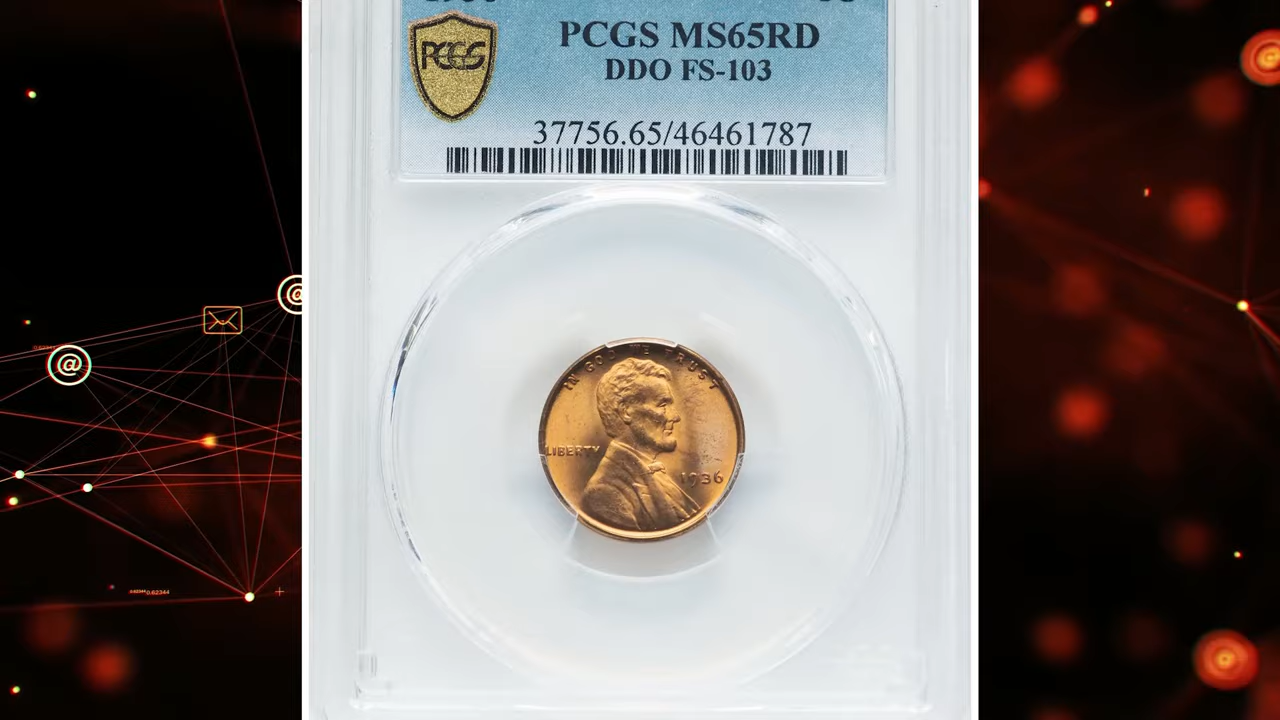 PCGS MS65RD
DDO FS-103
PCGS
37756.65/46461787
IN GOD WE TRUST
LIBERTY
1936
@
@